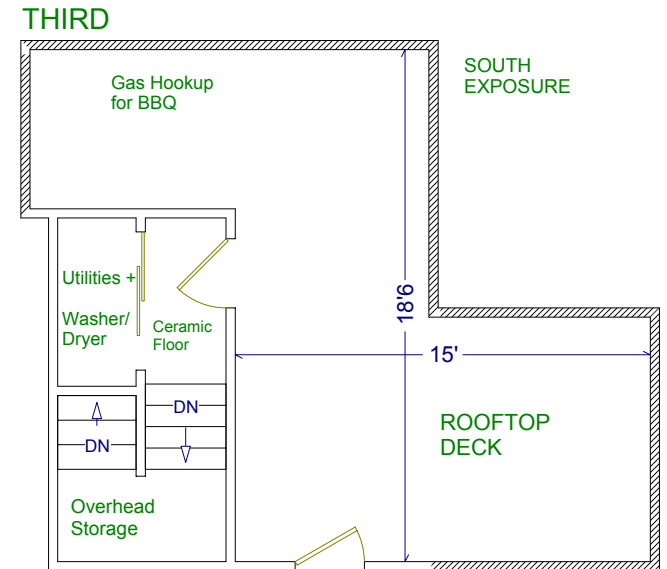 THIRD
Gas Hookup
for BBQ
SOUTH
EXPOSURE
Utilities +
Washer/
Dryer
Ceramic
Floor
18'6
15'
DN
DN
ROOFTOP
DECK
Overhead
Storage